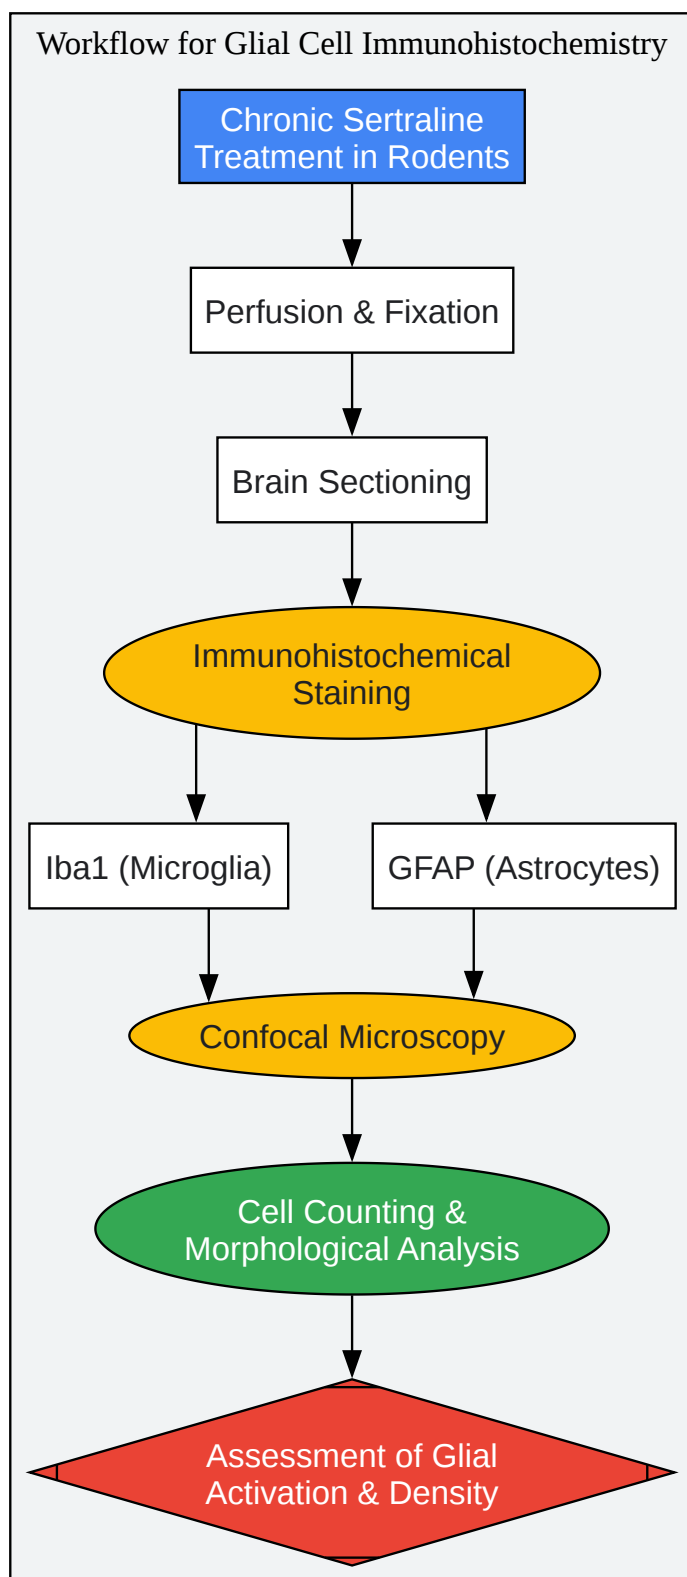 Workflow for Glial Cell Immunohistochemistry
Chronic Sertraline
Treatment in Rodents
Perfusion & Fixation
Brain Sectioning
Immunohistochemical
Staining
Iba1 (Microglia)
GFAP (Astrocytes)
Confocal Microscopy
Cell Counting &
Morphological Analysis
Assessment of Glial
Activation & Density